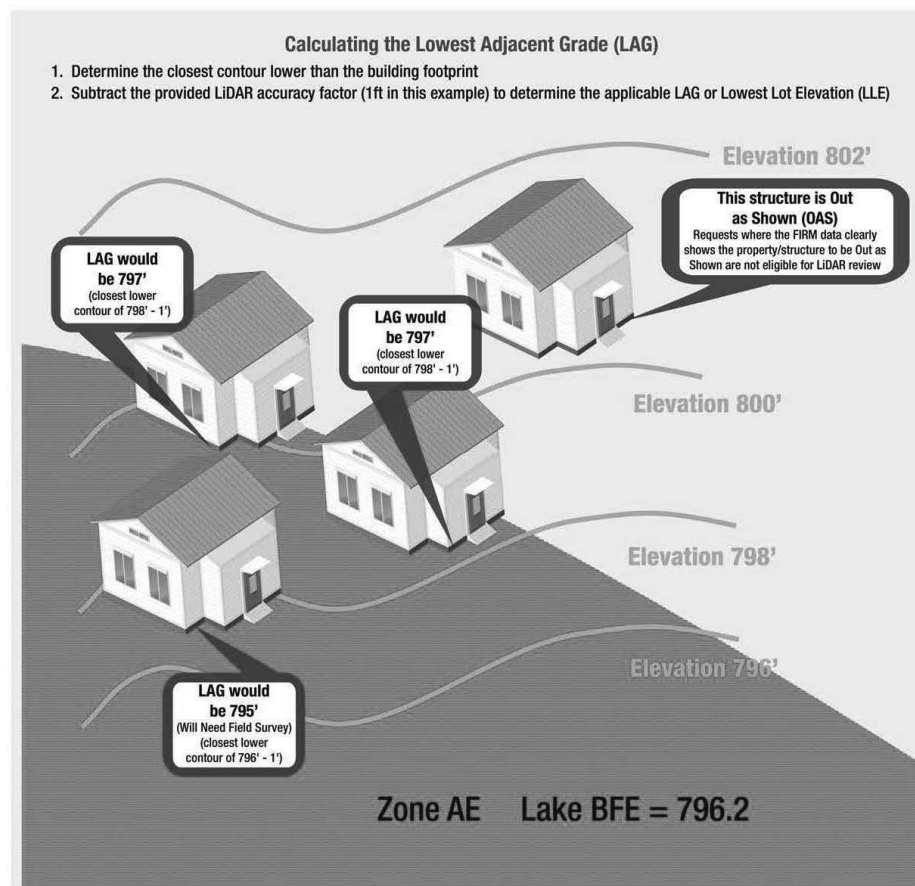 Calculating the Lowest Adjacent Grade (LAG)
1. Determine the closest contour lower than the building footprint
2. Subtract the provided LiDAR accuracy factor (1ft in this example) to determine the applicable LAG or Lowest Lot Elevation (LLE)
Elevation 802'
This structure is Out
as Shown (OAS)
Requests where the FIRM data clearly
shows the property/structure to be Out as
Shown are not eligible for LiDAR review
LAG would
be 797'
(closest lower
contour of 798' - 1')
LAG would
be 797'
(closest lower
contour of 798' - 1')
Elevation 800'
Elevation 798'
Elevation 796'
LAG would
be 795'
(Will Need Field Survey)
(closest lower
contour of 796' - 1')
Zone AE Lake BFE = 796.2